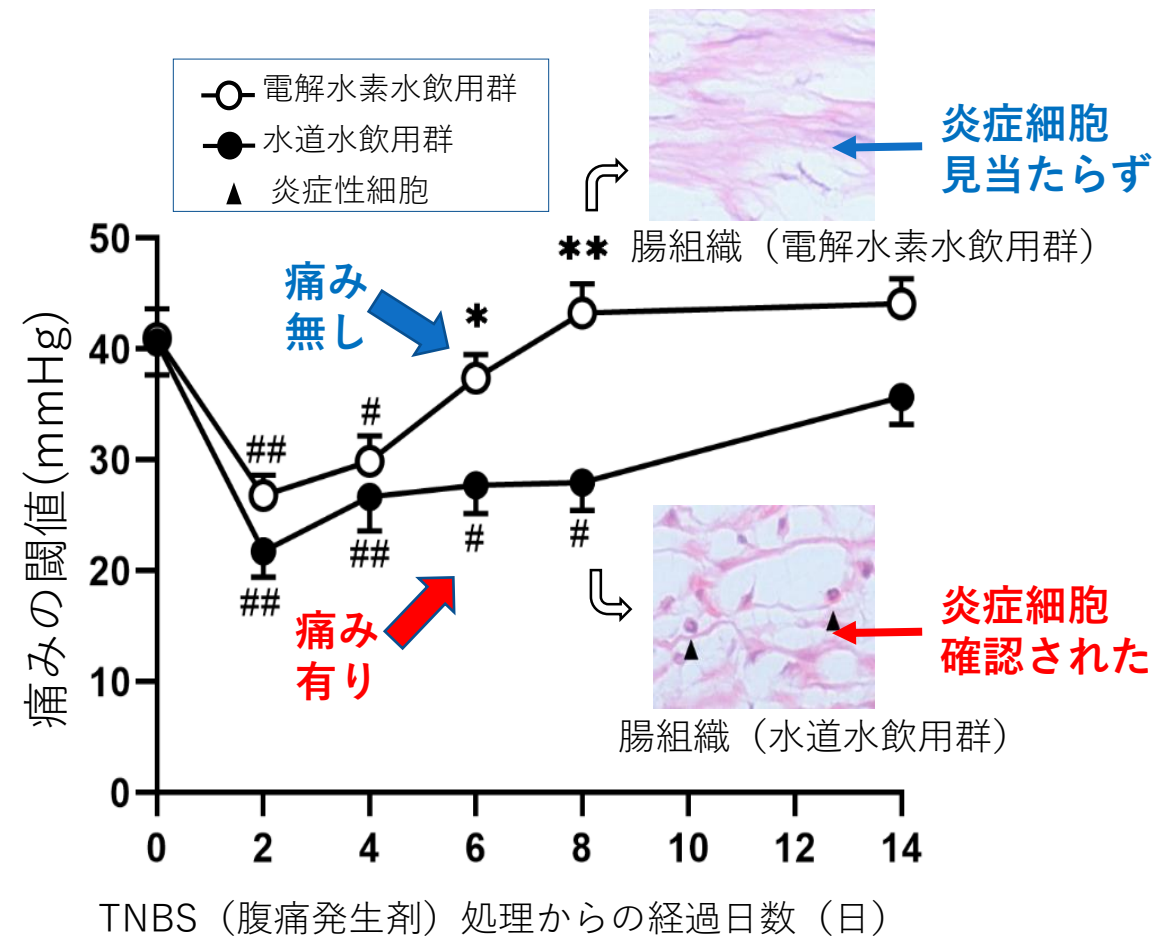 電解水素水飲用群
水道水飲用群
▲ 炎症性細胞
炎症細胞
見当たらず
腸組織（電解水素水飲用群）
痛み
無し
*
**
50
40
30
20
10
0
痛みの閾値(mmHg)
##
#
##
##
#
#
痛み
有り
炎症細胞
確認された
腸組織（水道水飲用群）
0 2 4 6 8 10 12 14
TNBS（腹痛発生剤）処理からの経過日数（日）